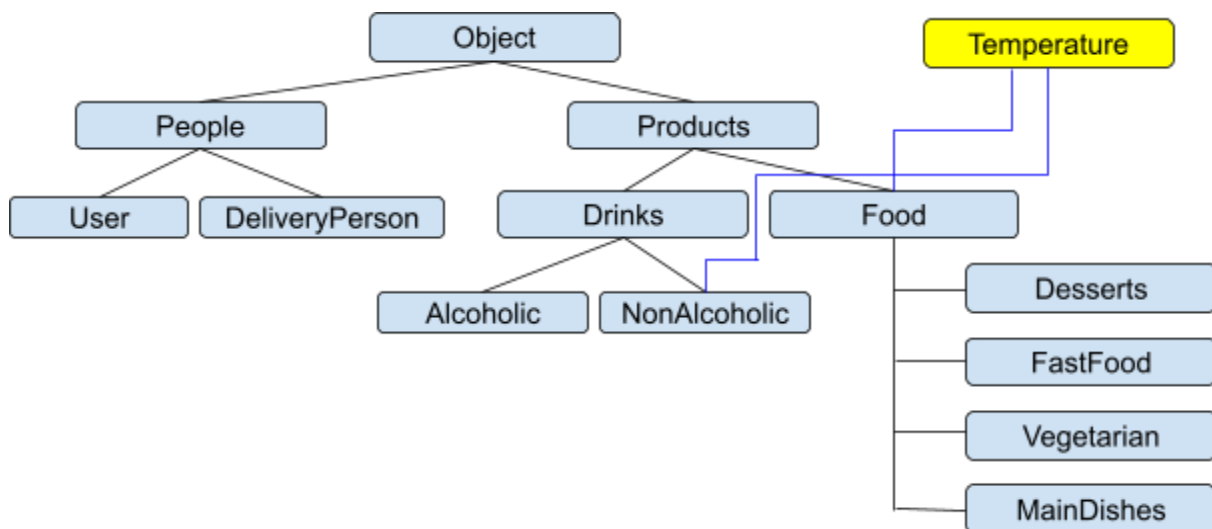 Object
Temperature
People
Products
User
DeliveryPerson
Drinks
Food
Alcoholic
NonAlcoholic
Desserts
FastFood
Vegetarian
MainDishes